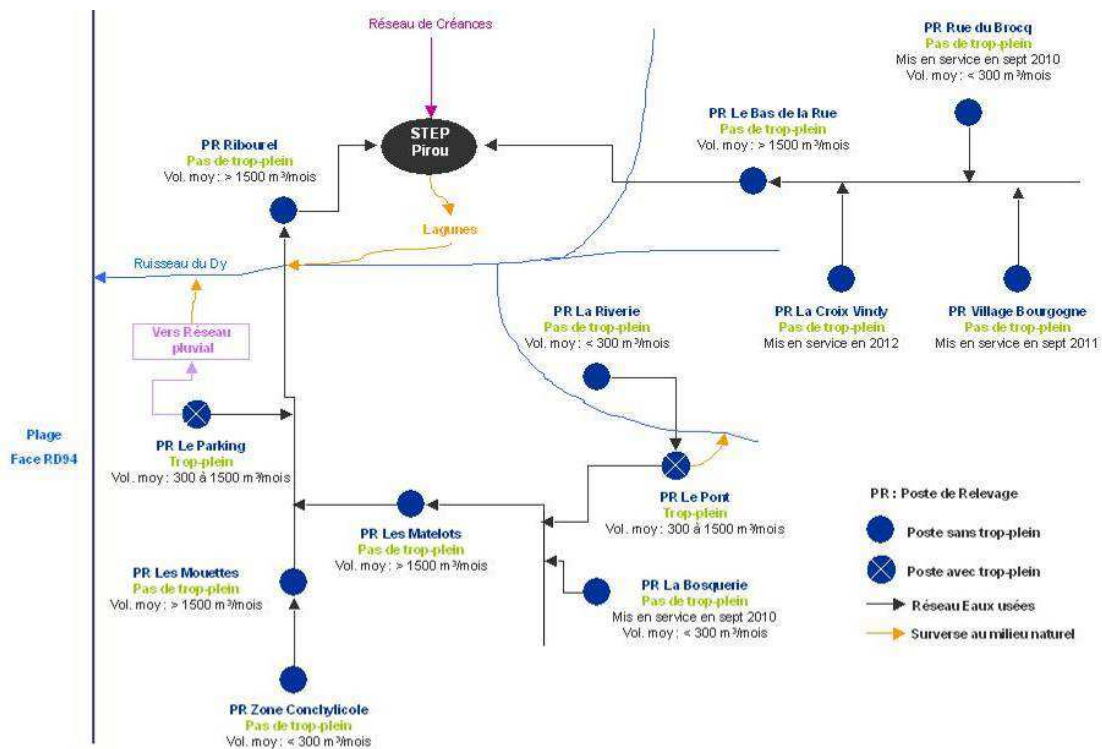 Réseau de Créances
PR Rue du Brocq
Pas de trop-plein
Mis en service en sept 2010
Vol. moy : < 300 m³/mois
STEP
Pirou
PR Le Bas de la Rue
Pas de trop-plein
Vol. moy : > 1500 m³/mois
PR Ribourel
Pas de trop-plein
Vol. moy : > 1500 m³/mois
Lagunes
Ruisseau du Dy
PR La Croix Vindy
Pas de trop-plein
Mis en service en 2012
PR Village Bourgogne
Pas de trop-plein
Mis en service en sept 2011
PR La Riverie
Pas de trop-plein
Vol. moy : < 300 m³/mois
Vers Réseau
pluvial
Plage
Face RD94
PR Le Parking
Trop-plein
Vol. moy : 300 à 1500 m³/mois
PR Le Pont
Trop-plein
Vol. moy : 300 à 1500 m³/mois
PR Les Matelots
Pas de trop-plein
Vol. moy : > 1500 m³/mois
PR Les Mouettes
Pas de trop-plein
Vol. moy : > 1500 m³/mois
PR La Bosquerie
Pas de trop-plein
Mis en service en sept 2010
Vol. moy : < 300 m³/mois
PR Zone Conchylicole
Pas de trop-plein
Vol. moy : < 300 m³/mois
PR : Poste de Relevage
Poste sans trop-plein
Poste avec trop-plein
Réseau Eaux usées
Surverse au milieu naturel